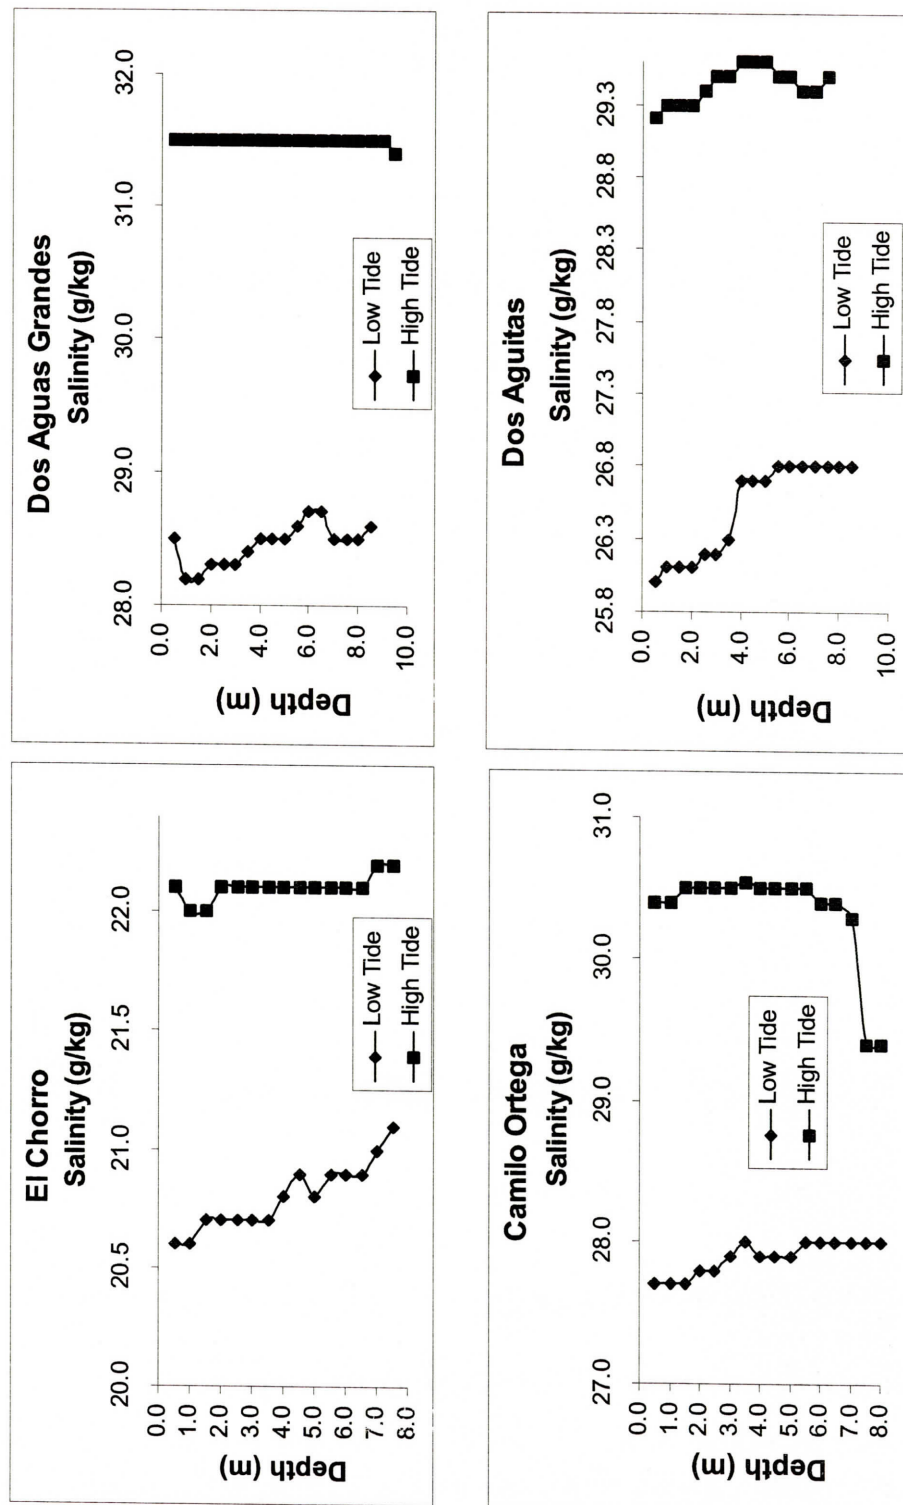 El Chorro
Salinity (g/kg)
20.0 20.5 21.0 21.5 22.0
0.0
1.0
2.0
3.0
4.0
5.0
6.0
7.0
8.0
Depth (m)
Low Tide
High Tide
Dos Aguas Grandes
Salinity (g/kg)
28.0 29.0 30.0 31.0 32.0
0.0
2.0
4.0
6.0
8.0
10.0
Depth (m)
Low Tide
High Tide
Camilo Ortega
Salinity (g/kg)
27.0 28.0 29.0 30.0 31.0
0.0
1.0
2.0
3.0
4.0
5.0
6.0
7.0
8.0
Depth (m)
Low Tide
High Tide
Dos Aguitas
Salinity (g/kg)
25.8 26.3 26.8 27.3 27.8 28.3 28.8 29.3
0.0
2.0
4.0
6.0
8.0
10.0
Depth (m)
Low Tide
High Tide